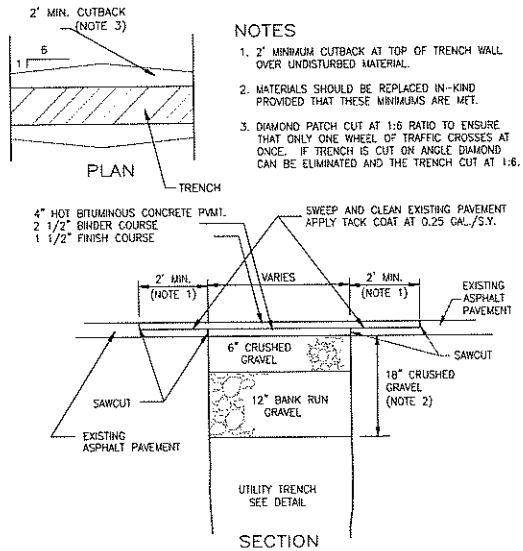 2' MIN. CUTBACK
(NOTE 3)
6
1
PLAN
TRENCH
NOTES
1. 2' MINIMUM CUTBACK AT TOP OF TRENCH WALL
OVER UNDISTURBED MATERIAL.
2. MATERIALS SHOULD BE REPLACED IN-KIND
PROVIDED THAT THESE MINIMUMS ARE MET.
3. DIAMOND PATCH CUT AT 1:6 RATIO TO ENSURE
THAT ONLY ONE WHEEL OF TRAFFIC CROSSES AT
ONCE. IF TRENCH IS CUT ON ANGLE DIAMOND
CAN BE ELIMINATED AND THE TRENCH CUT AT 1:6.
4" HOT BITUMINOUS CONCRETE PVMT.
2 1/2" BINDER COURSE
1 1/2" FINISH COURSE
SWEEP AND CLEAN EXISTING PAVEMENT
APPLY TACK COAT AT 0.25 GAL./S.Y.
2' MIN.
(NOTE 1)
VARIES
2' MIN.
(NOTE 1)
EXISTING
ASPHALT
PAVEMENT
6" CRUSHED
GRAVEL
SAWCUT
18" CRUSHED
GRAVEL
(NOTE 2)
12" BANK RUN
GRAVEL
SAWCUT
EXISTING
ASPHALT PAVEMENT
UTILITY TRENCH
SEE DETAIL
SECTION